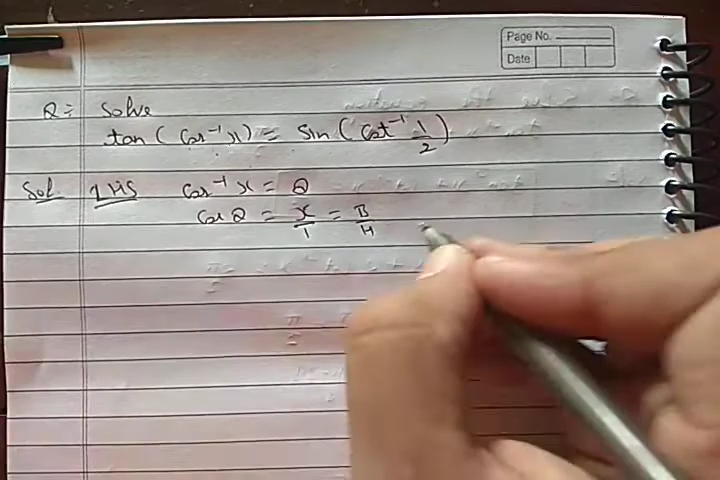 Page No.
Date
Q: Solve
tan ( Cos⁻¹ x ) = Sin ( Cot⁻¹ 1/2 )
Sol LHS Cos⁻¹ x = θ
Cos θ = x/1 = B/H